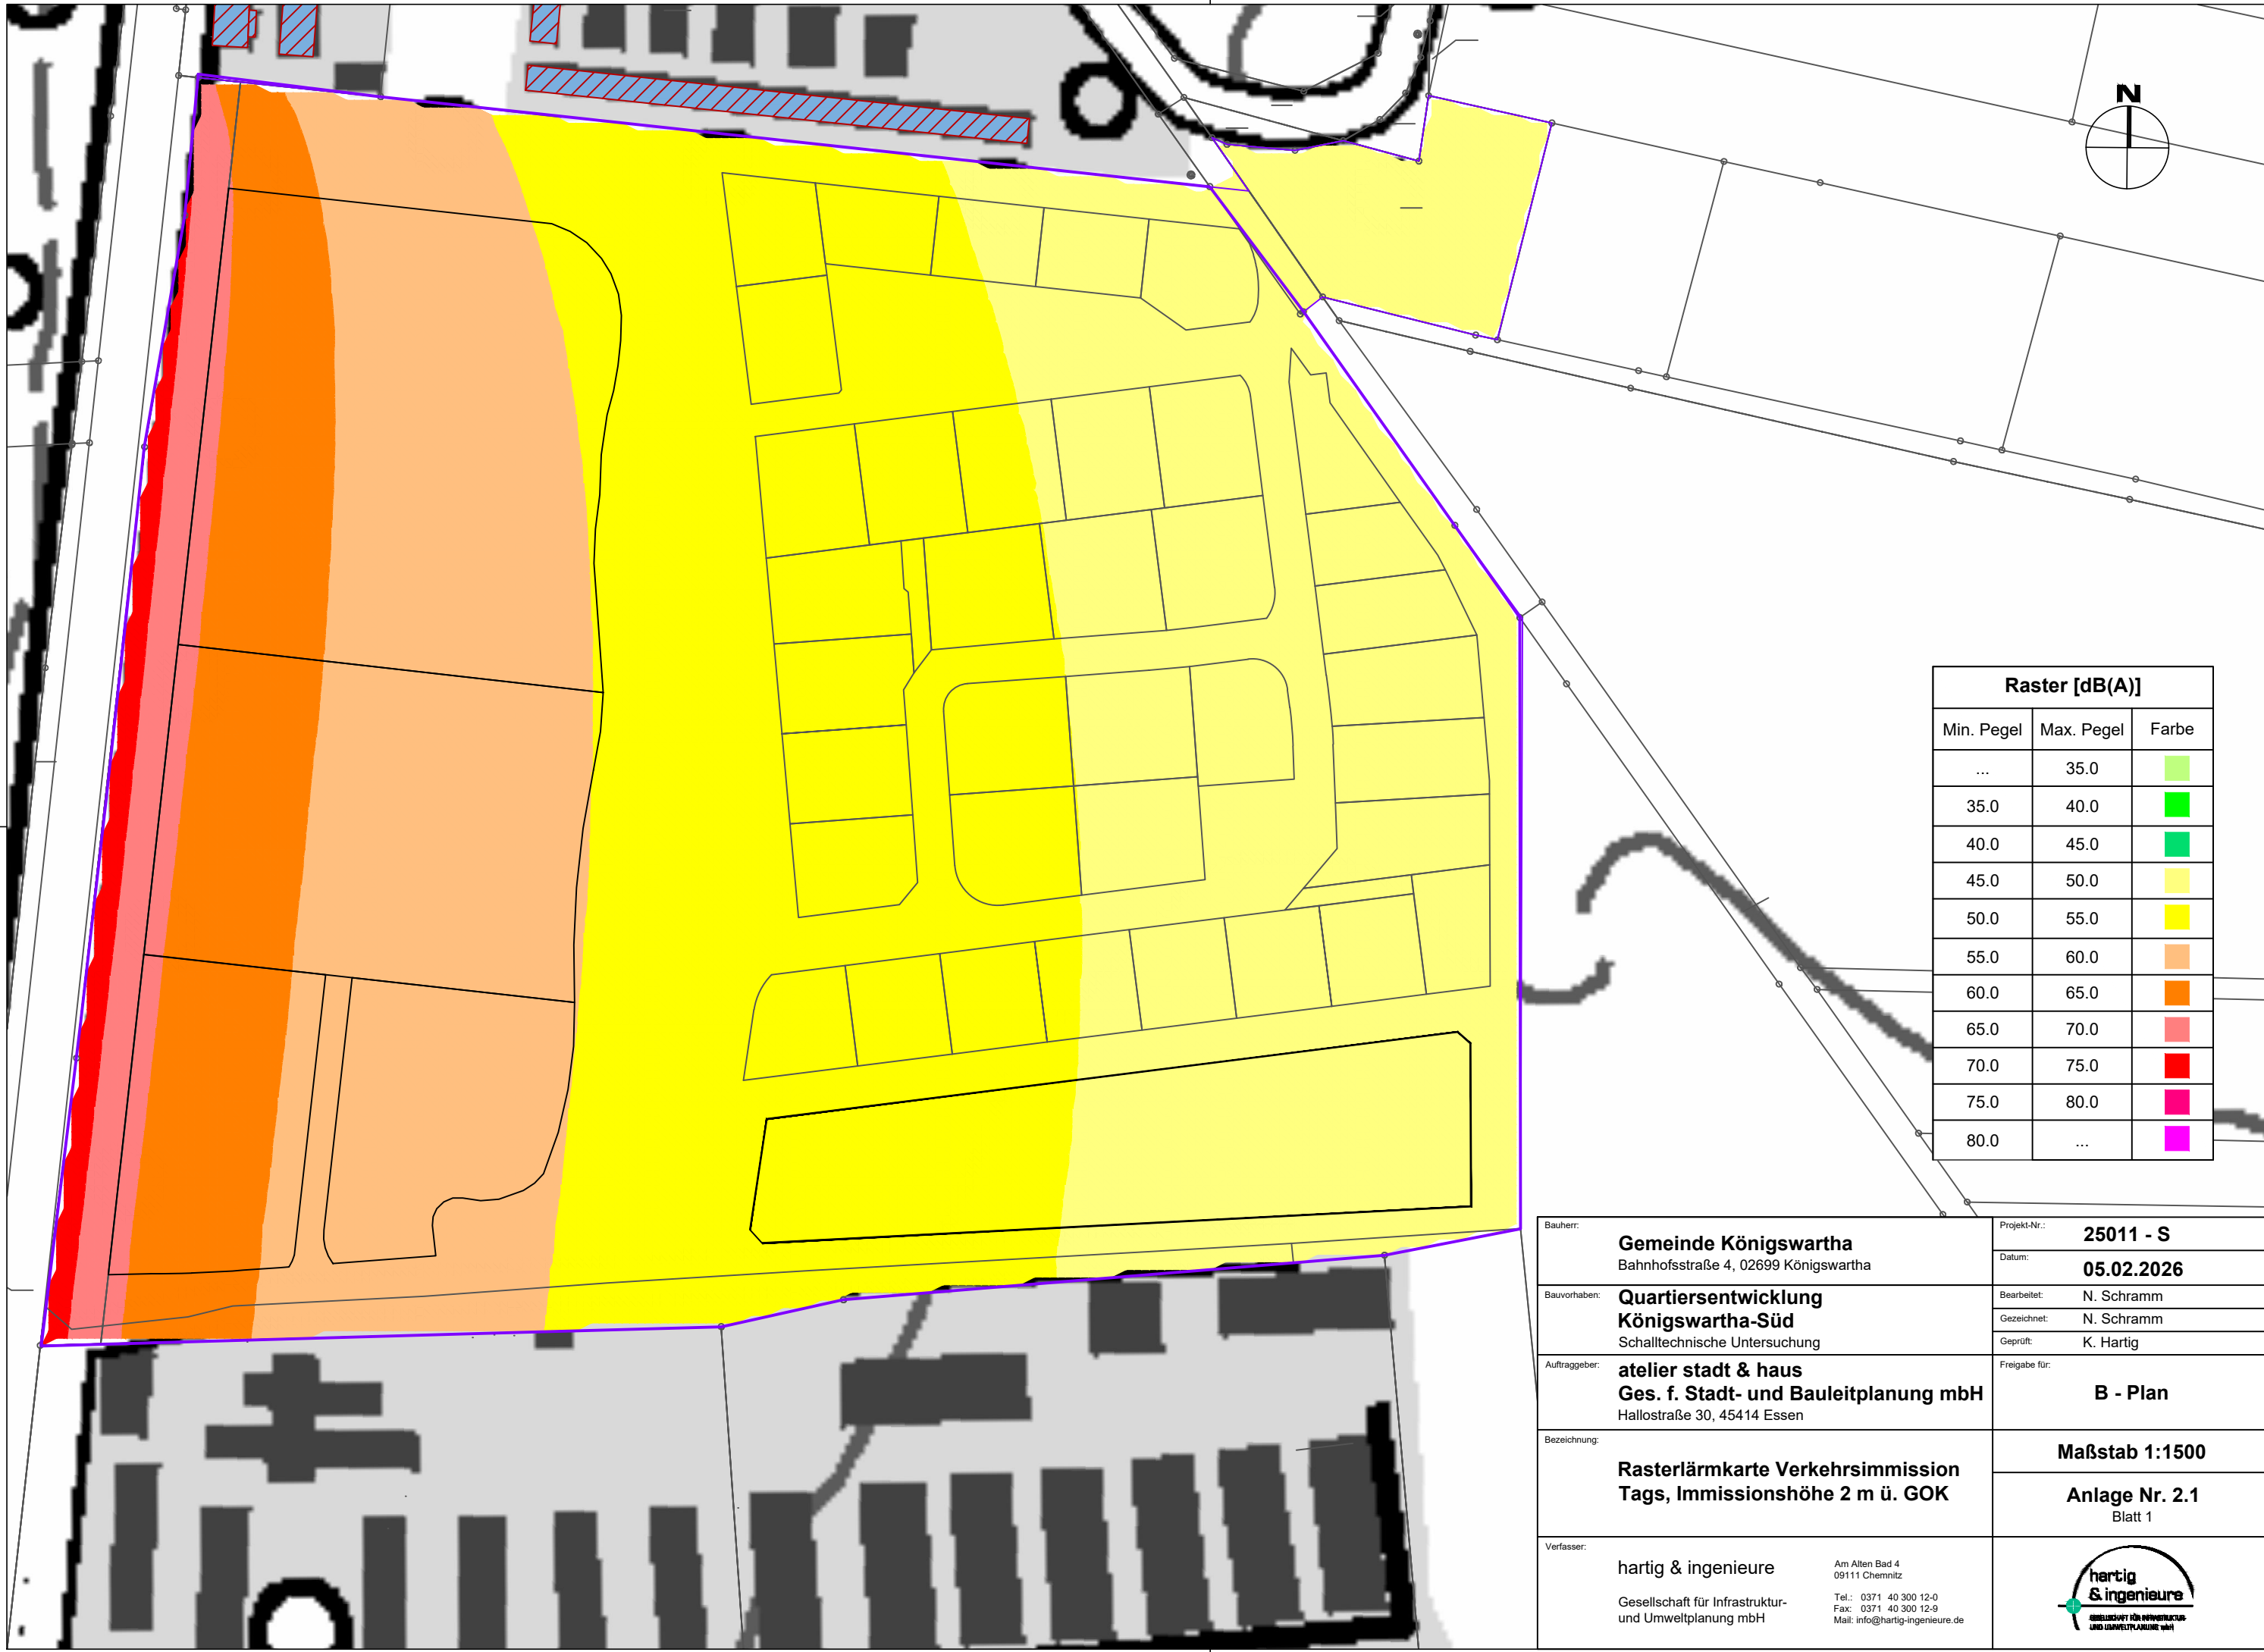 N
Raster [dB(A)]
Min. Pegel Max. Pegel Farbe
... 35.0
35.0 40.0
40.0 45.0
45.0 50.0
50.0 55.0
55.0 60.0
60.0 65.0
65.0 70.0
70.0 75.0
75.0 80.0
80.0 ...
Bauherr:
Gemeinde Königswartha
Bahnhofsstraße 4, 02699 Königswartha
Projekt-Nr.:
25011 - S
Datum:
05.02.2026
Bauvorhaben:
Quartiersentwicklung
Königswartha-Süd
Schalltechnische Untersuchung
Bearbeitet: N. Schramm
Gezeichnet: N. Schramm
Geprüft: K. Hartig
Auftraggeber:
atelier stadt & haus
Ges. f. Stadt- und Bauleitplanung mbH
Hallostraße 30, 45414 Essen
Freigabe für:
B - Plan
Bezeichnung:
Rasterlärmkarte Verkehrsimmission
Tags, Immissionshöhe 2 m ü. GOK
Maßstab 1:1500
Anlage Nr. 2.1
Blatt 1
Verfasser:
hartig & ingenieure
Gesellschaft für Infrastruktur-
und Umweltplanung mbH
Am Alten Bad 4
09111 Chemnitz
Tel.: 0371 40 300 12-0
Fax: 0371 40 300 12-9
Mail: info@hartig-ingenieure.de
hartig
& ingenieure
GESELLSCHAFT FÜR INFRASTRUKTUR-
UND UMWELTPLANUNG mbH